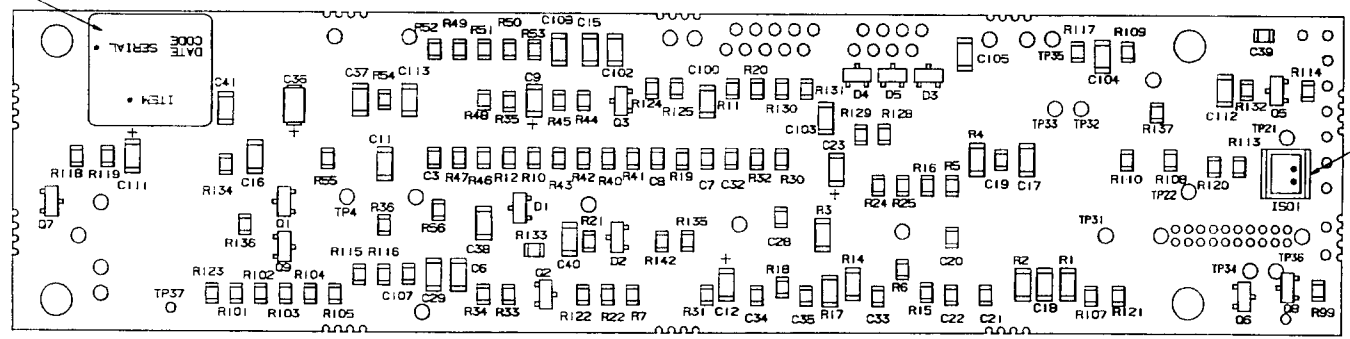 R52 R49 R51 R50 R53 C108 C15
C102
DATE CODE
SERIAL
ITEM
C41
C36
C37 R54 C113
C9
C100 R20
R124 R125 R11 R130 R131
D4 D5 D3
C105
TP35 R117 C104 R109
C39
R114
R48 R35 R45 R44 Q3
C103 R129 R128
TP33 TP32
R137
C112 R132 Q5
TP21
R118 R119 C111
R134 C16
R55
C11
C3 R47 R46 R12 R10 R43 R42 R40 R41 C8 R19 C7 C32 R32 R30
C23
R24 R25 R16 R5
R4 C19 C17
R110 R108
TP22
R120 R113
ISO1
Q7
R136
Q1
Q9
TP4
R36
R56
C38
D1
R133
C40 R21 D2
R142 R135
C28
R3
C20
TP31
R123 R102 R104
R115 R116 C107 C29 C6
TP37 R101 R103 R105
R34 R33
Q2
R122 R22 R7
R31 C12 C34 R18 C35 R17 R14 C33
R6
R15 C22 C21
R2 C18 R1
R107 R121
TP34 TP36
Q6 Q8 R99